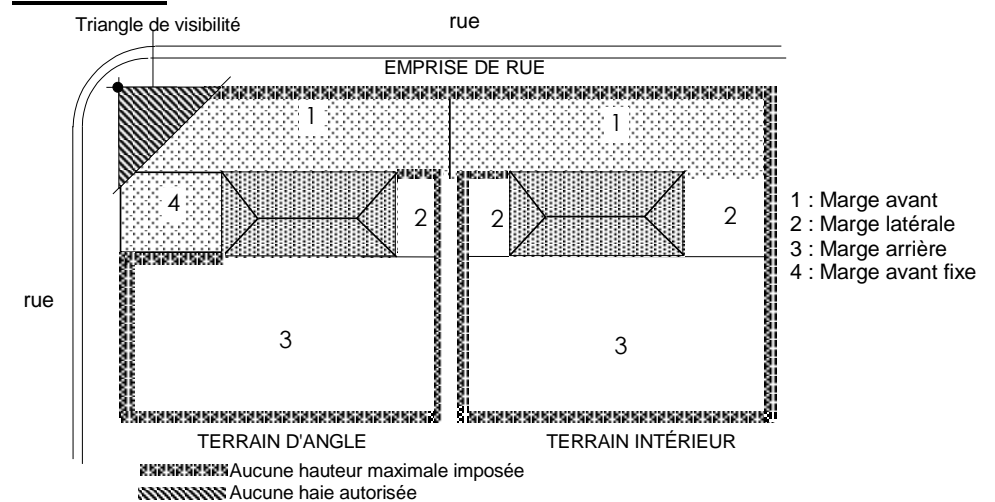 Triangle de visibilité
rue
EMPRISE DE RUE
1
1
4
2
2
2
1 : Marge avant
2 : Marge latérale
3 : Marge arrière
4 : Marge avant fixe
rue
3
3
TERRAIN D'ANGLE
TERRAIN INTÉRIEUR
Aucune hauteur maximale imposée
Aucune haie autorisée